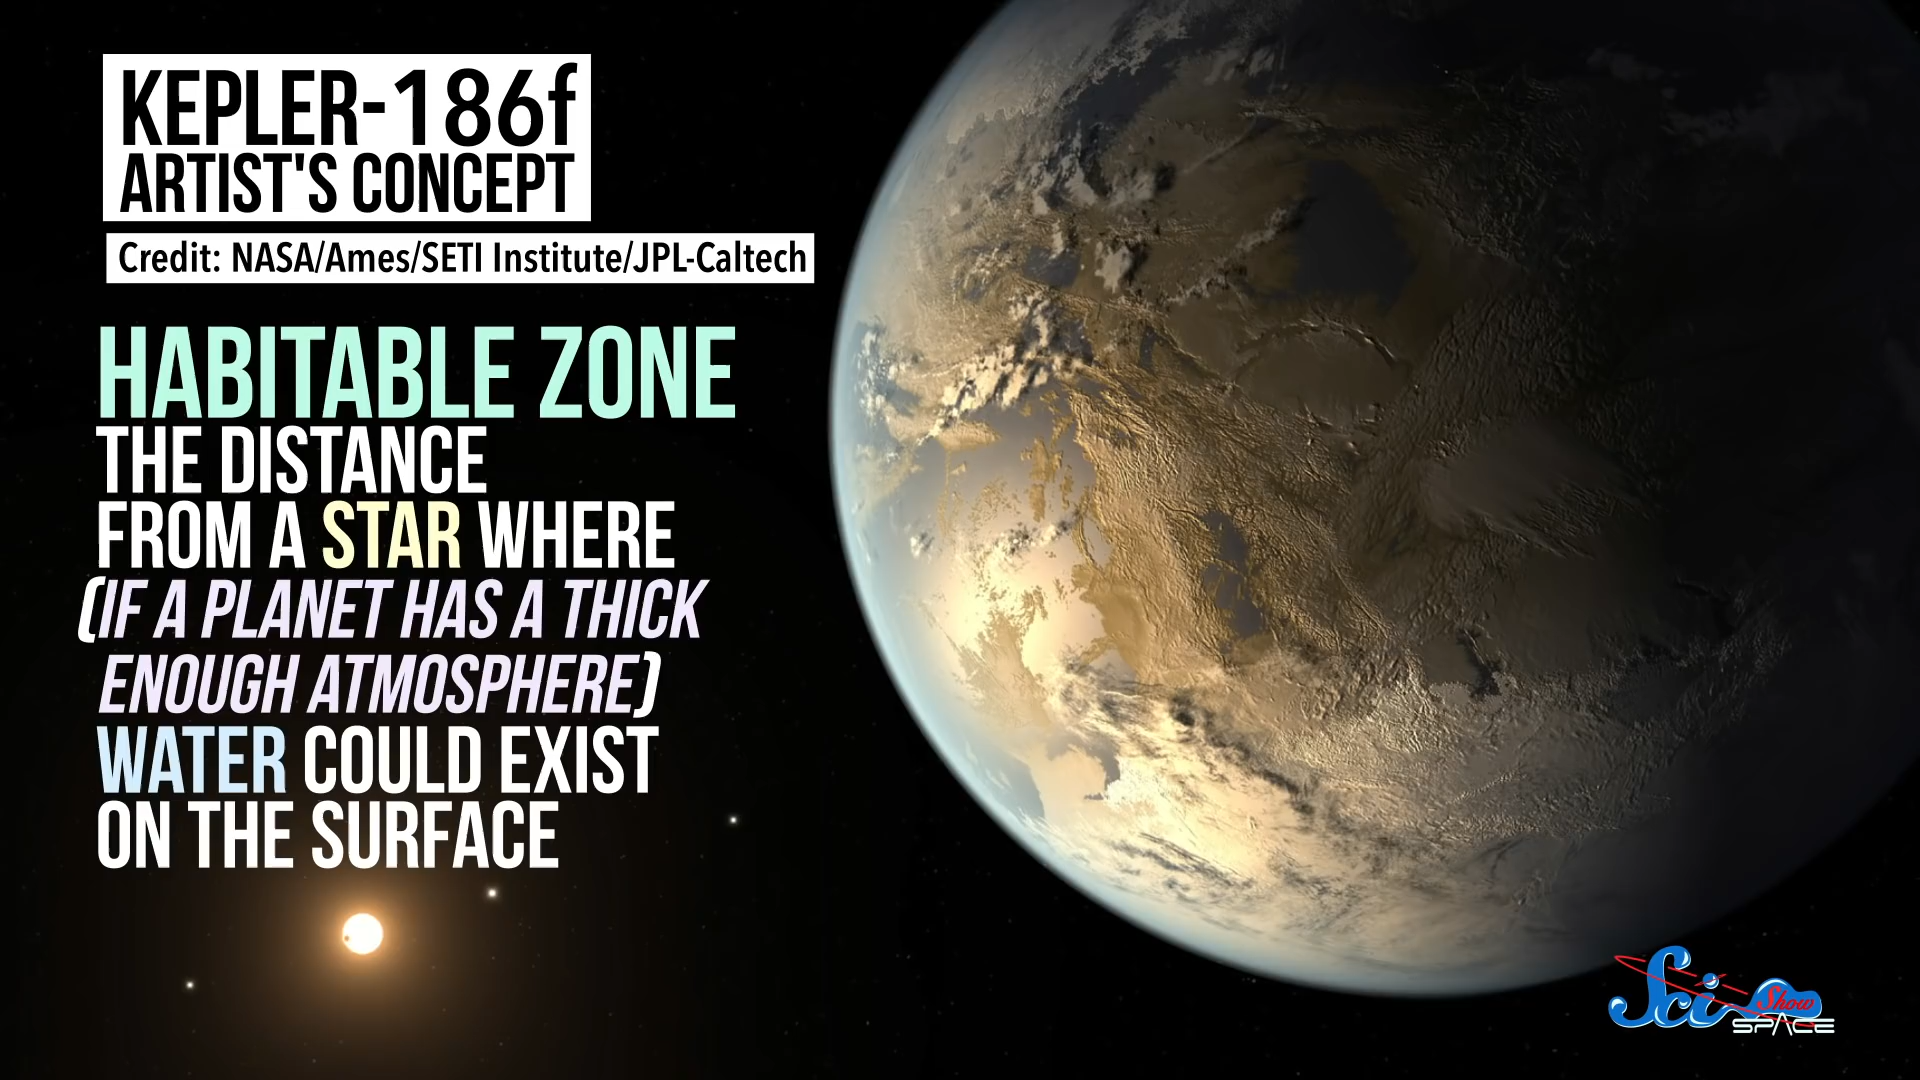 KEPLER-186f
ARTIST'S CONCEPT
Credit: NASA/Ames/SETI Institute/JPL-Caltech
HABITABLE ZONE
THE DISTANCE
FROM A STAR WHERE
(IF A PLANET HAS A THICK
ENOUGH ATMOSPHERE)
WATER COULD EXIST
ON THE SURFACE
Sci Show
SPACE